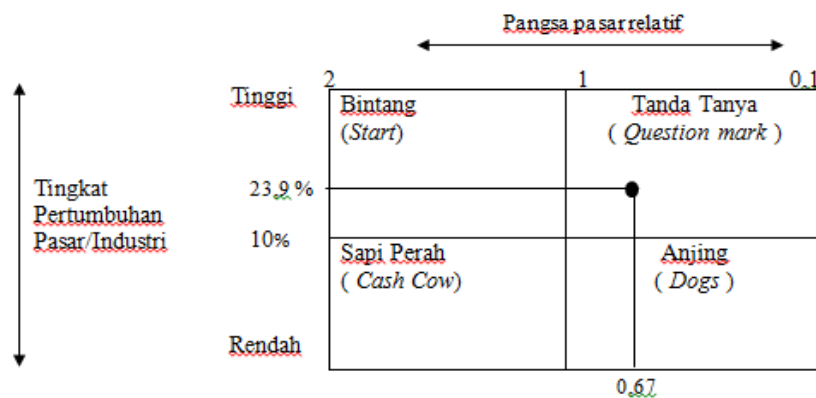 Pangsa pasar relatif
2 1 0.1
Tinggi
Bintang
(Start)
Tanda Tanya
( Question mark )
Tingkat
Pertumbuhan
Pasar/Industri
23.9 %
10%
Sapi Perah
( Cash Cow)
Anjing
( Dogs )
Rendah
0.67